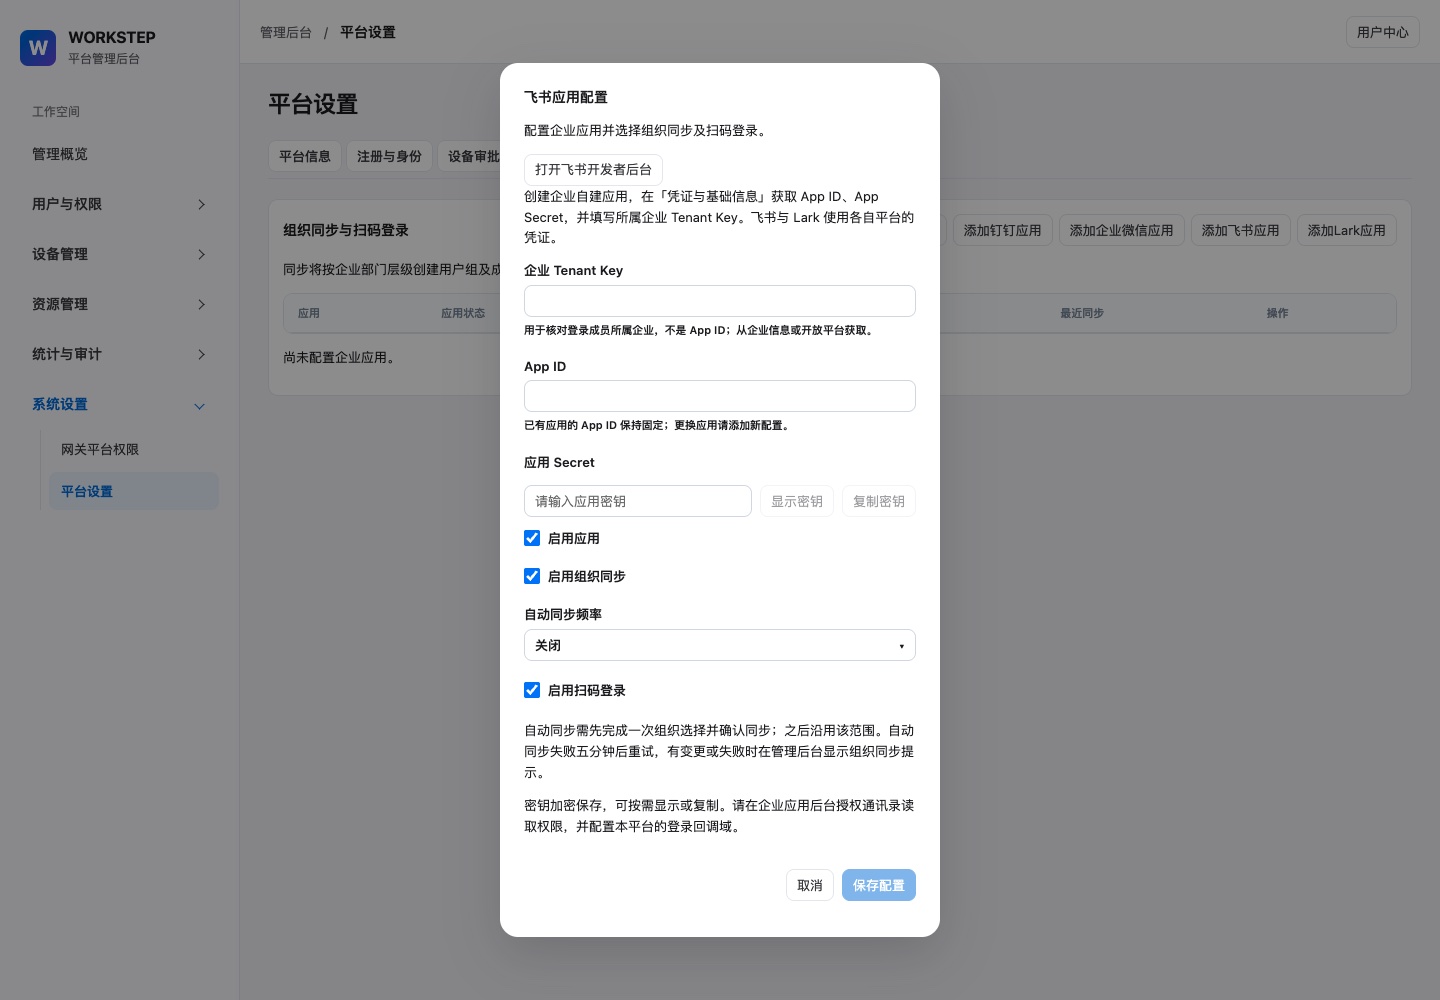 WORKSTEP
平台管理后台
工作空间
管理概览
用户与权限
设备管理
资源管理
统计与审计
系统设置
网关平台权限
平台设置
管理后台 / 平台设置
用户中心
平台设置
平台信息
注册与身份
设备审批
组织同步与扫码登录
添加钉钉应用
添加企业微信应用
添加飞书应用
添加Lark应用
同步将按企业部门层级创建用户组及成
应用
应用状态
最近同步
操作
尚未配置企业应用。
飞书应用配置
配置企业应用并选择组织同步及扫码登录。
打开飞书开发者后台
创建企业自建应用，在「凭证与基础信息」获取 App ID、App
Secret，并填写所属企业 Tenant Key。飞书与 Lark 使用各自平台的
凭证。
企业 Tenant Key
用于核对登录成员所属企业，不是 App ID；从企业信息或开放平台获取。
App ID
已有应用的 App ID 保持固定；更换应用请添加新配置。
应用 Secret
请输入应用密钥
显示密钥
复制密钥
启用应用
启用组织同步
自动同步频率
关闭
启用扫码登录
自动同步需先完成一次组织选择并确认同步；之后沿用该范围。自动
同步失败五分钟后重试，有变更或失败时在管理后台显示组织同步提
示。
密钥加密保存，可按需显示或复制。请在企业应用后台授权通讯录读
取权限，并配置本平台的登录回调域。
取消
保存配置